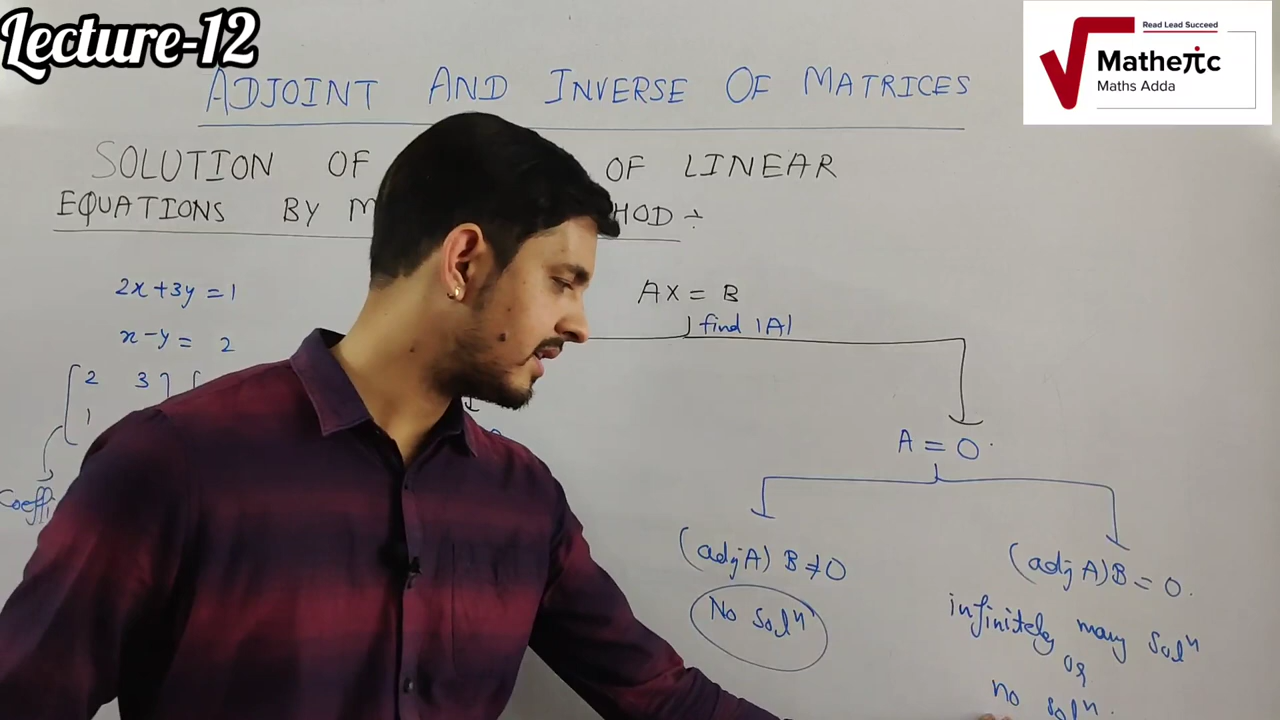 Lecture-12
Read Lead Succeed
Matheπc
Maths Adda
ADJOINT AND INVERSE OF MATRICES
SOLUTION OF OF LINEAR
EQUATIONS BY M HOD :-
2x + 3y = 1
x - y = 2
AX = B
find |A|
[2 3] [
1
Coeffi
A = 0
(adj A) B ≠ 0
No solⁿ
(adj A) B = 0.
infinitely many solⁿ
or
no solⁿ.